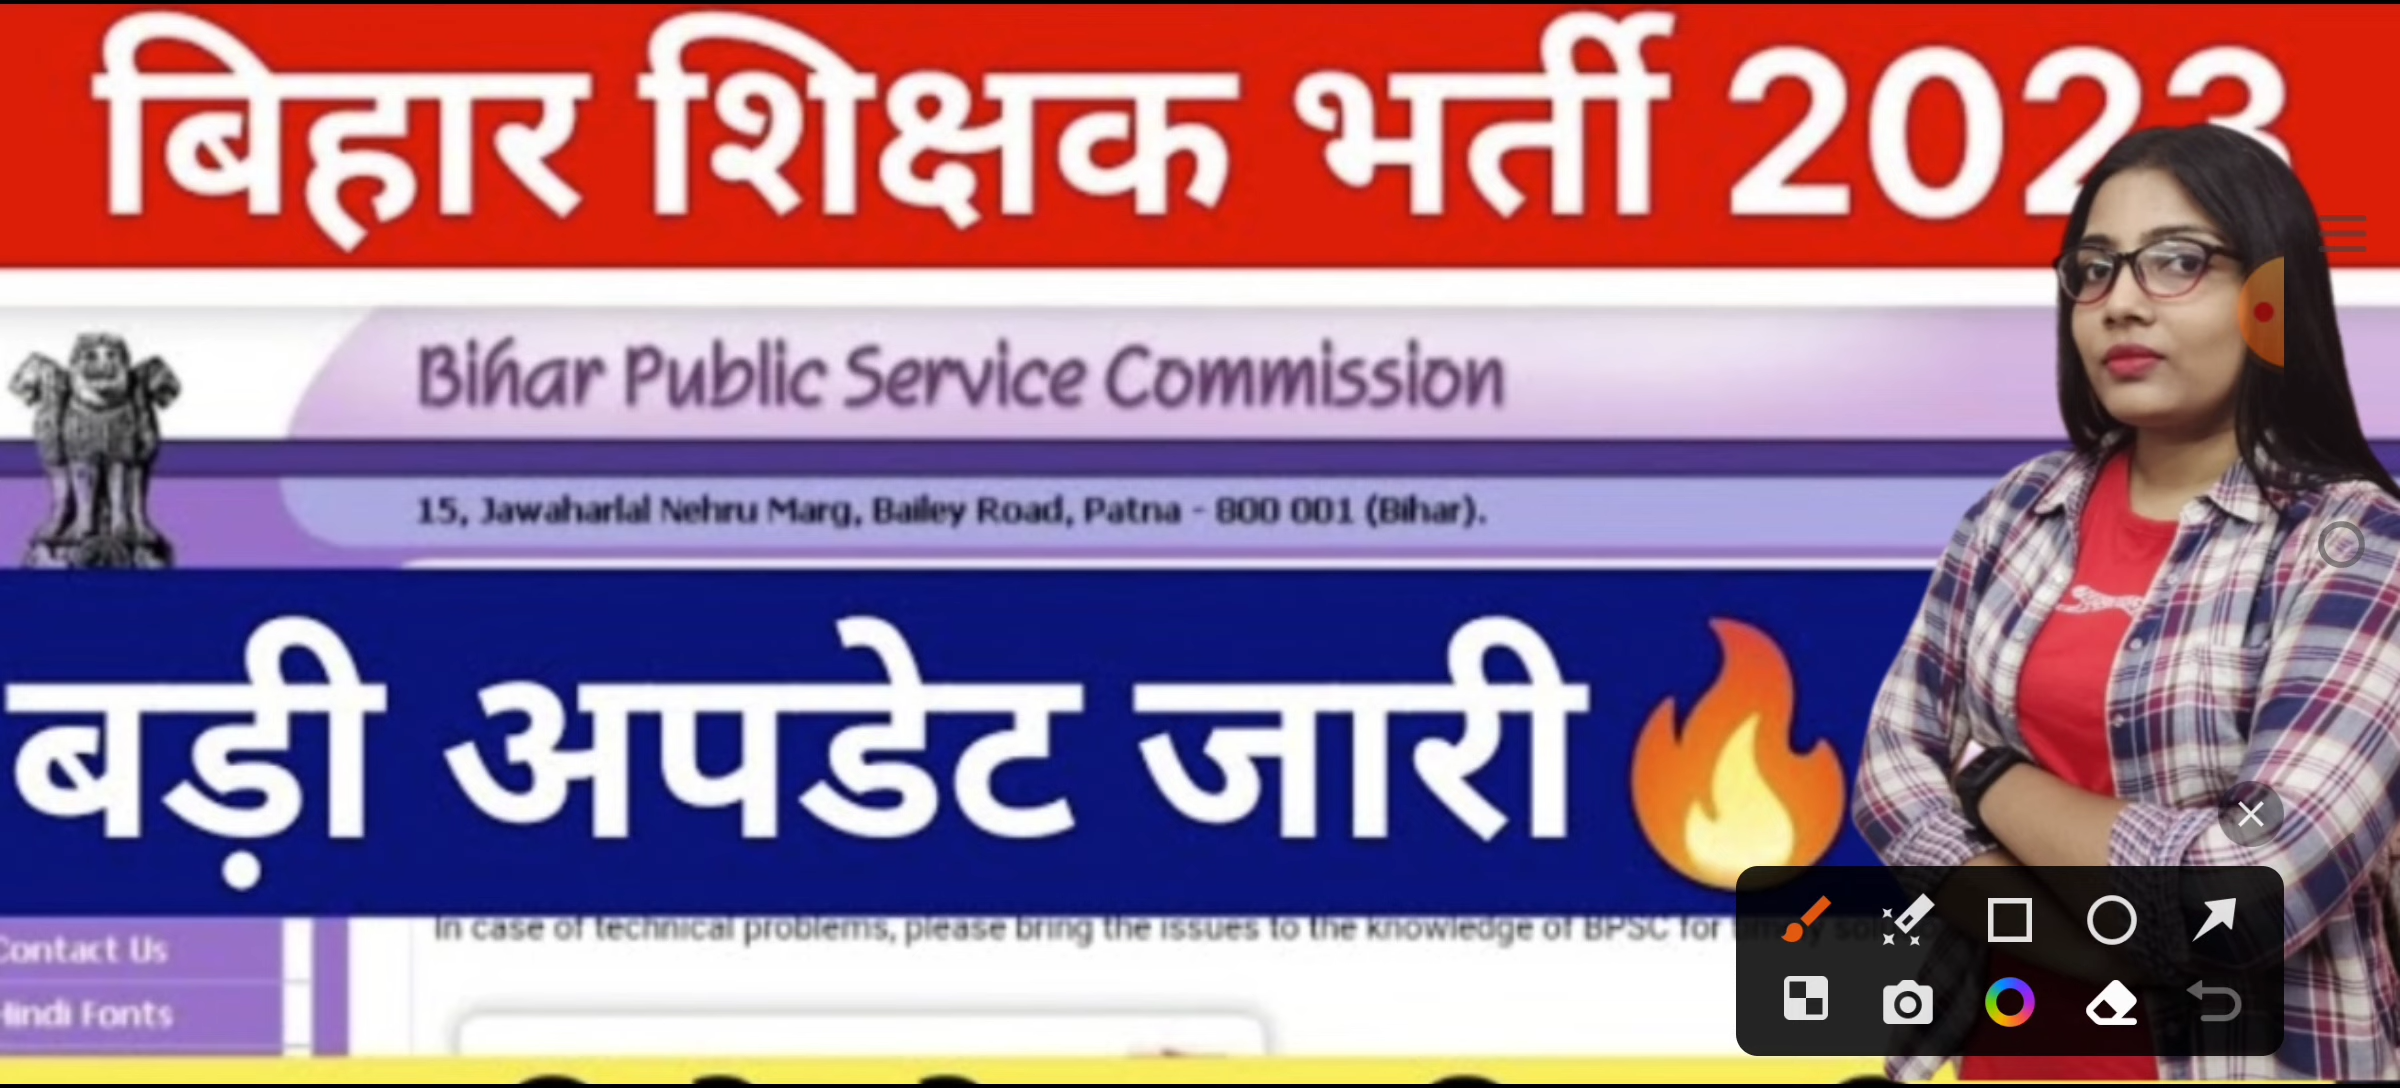 बिहार शिक्षक भर्ती 2023
Bihar Public Service Commission
15, Jawaharlal Nehru Marg, Bailey Road, Patna - 800 001 (Bihar).
बड़ी अपडेट जारी🔥
In case of technical problems, please bring the issues to the knowledge of BPSC for
Contact Us
Hindi Fonts